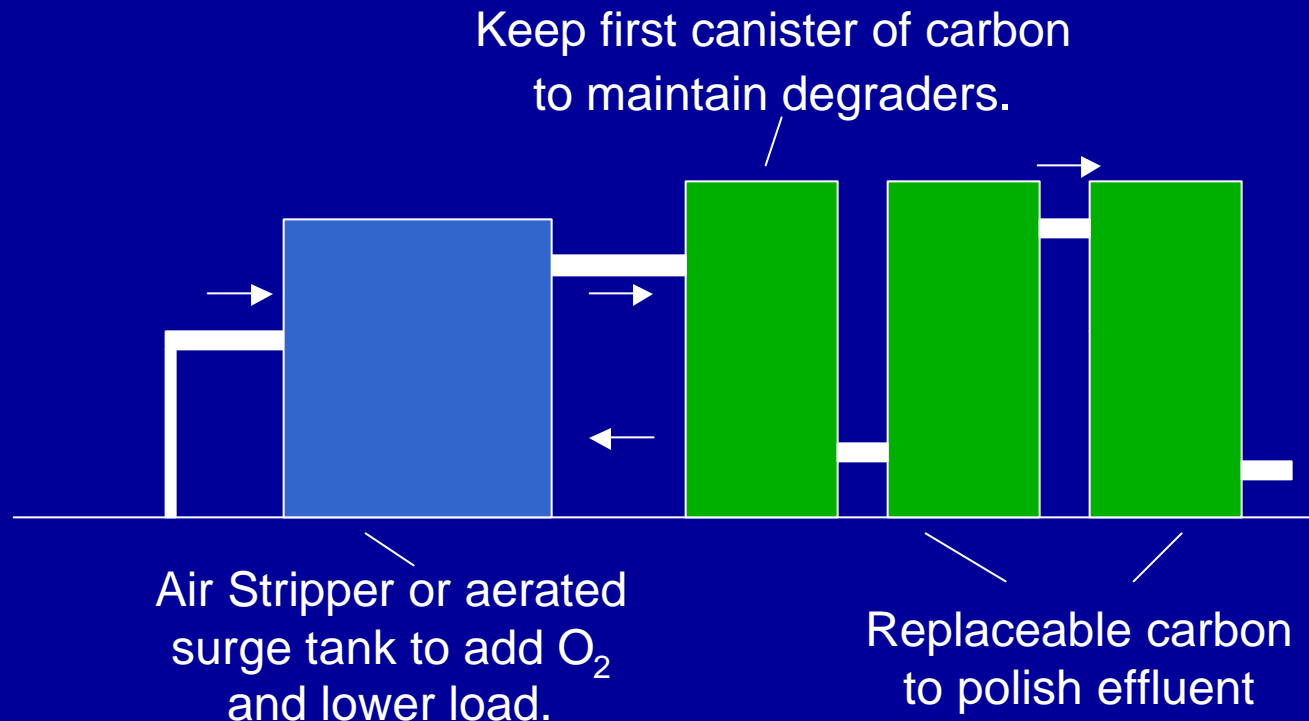 Keep first canister of carbon
to maintain degraders.
Air Stripper or aerated
surge tank to add O₂
and lower load.
Replaceable carbon
to polish effluent